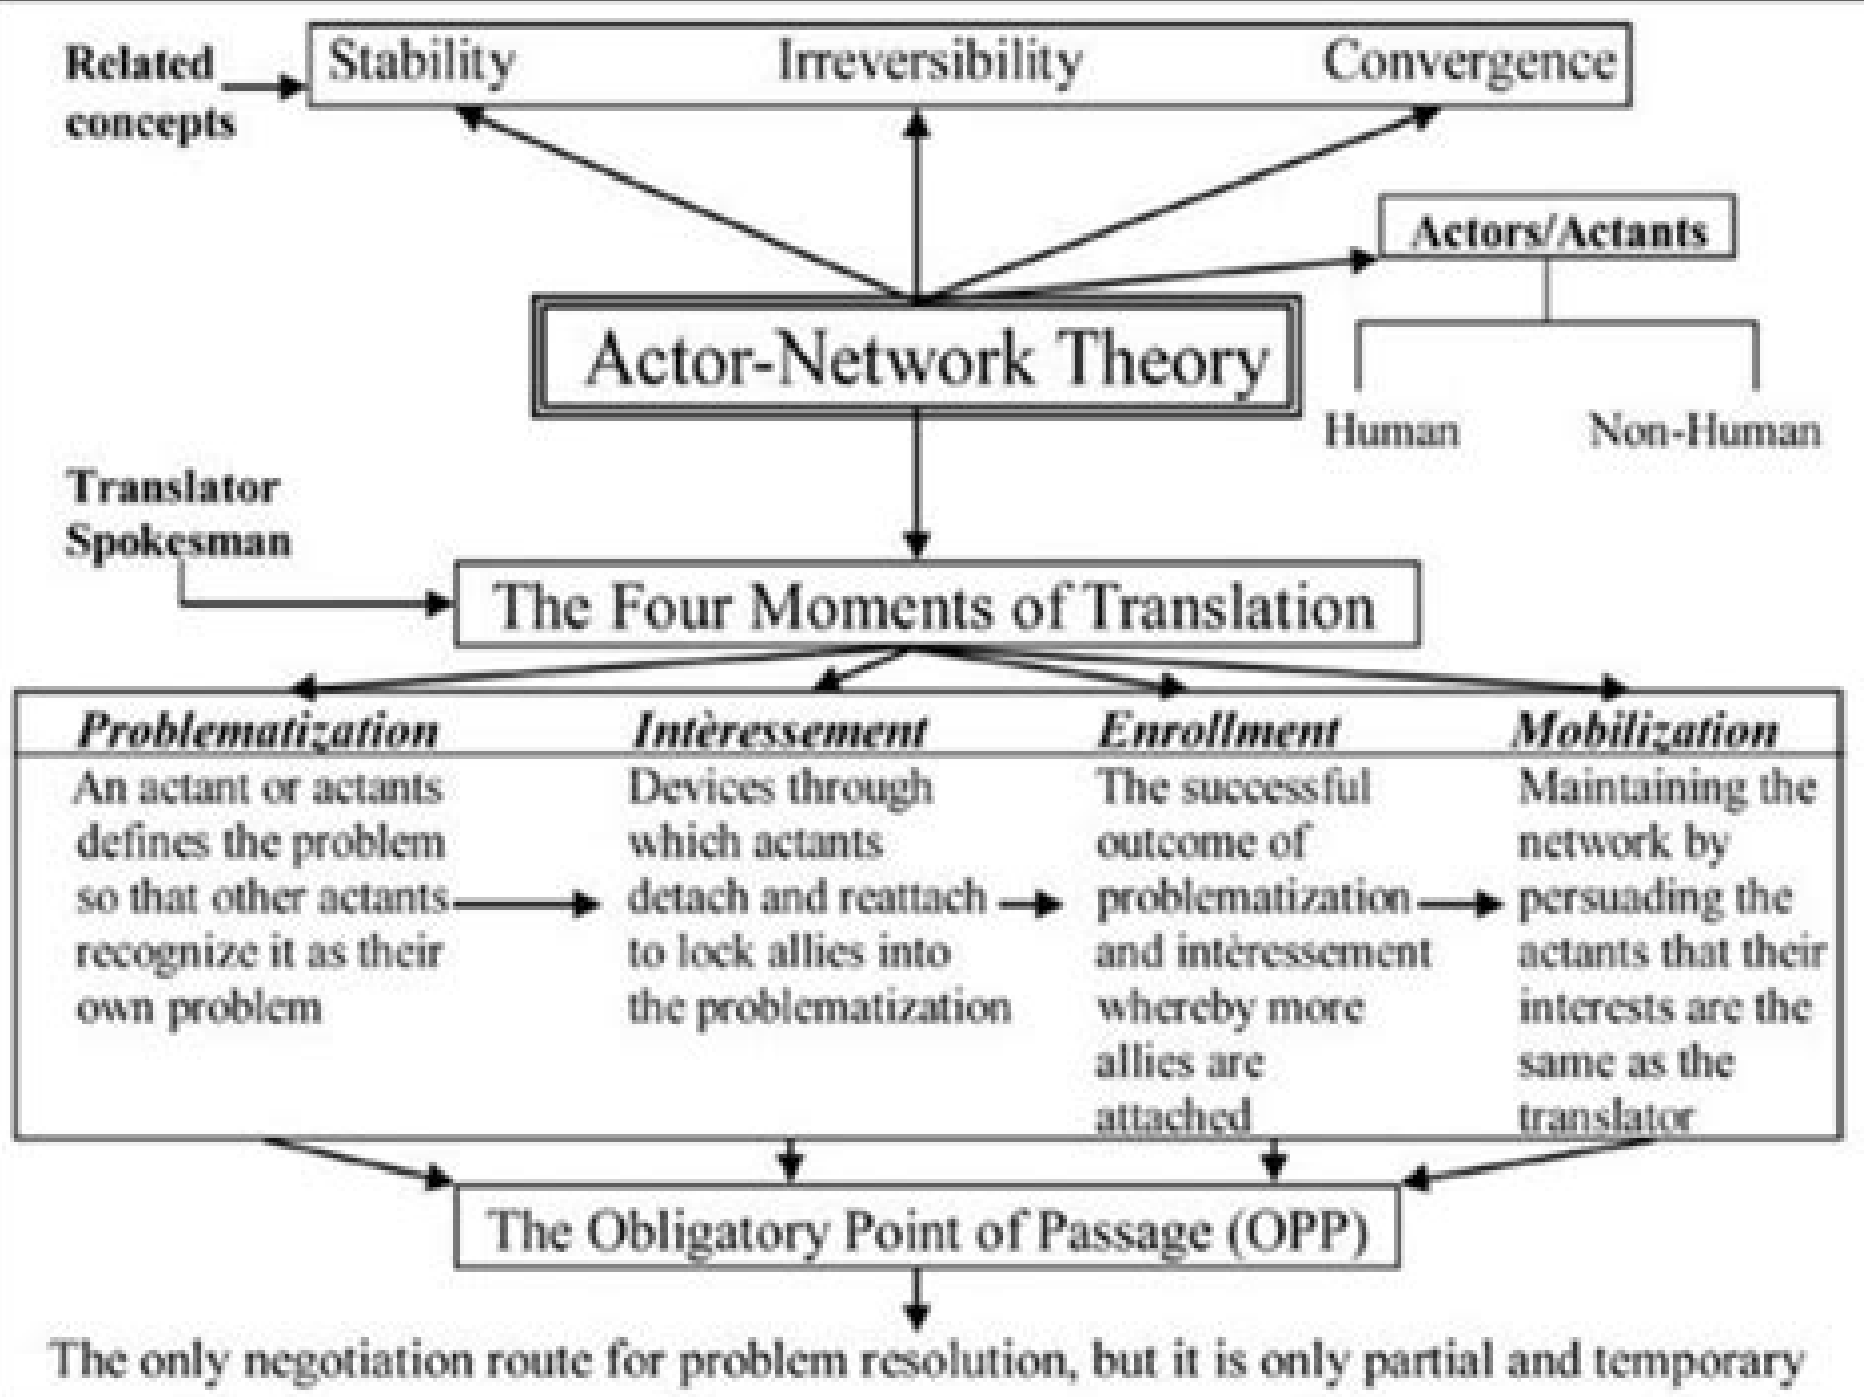 Related
concepts
Stability Irreversibility Convergence
Actors/Actants
Actor-Network Theory
Human Non-Human
Translator
Spokesman
The Four Moments of Translation
Problematization Intèressement Enrollment Mobilization
An actant or actants
defines the problem
so that other actants
recognize it as their
own problem
Devices through
which actants
detach and reattach
to lock allies into
the problematization
The successful
outcome of
problematization
and intèressement
whereby more
allies are
attached
Maintaining the
network by
persuading the
actants that their
interests are the
same as the
translator
The Obligatory Point of Passage (OPP)
The only negotiation route for problem resolution, but it is only partial and temporary